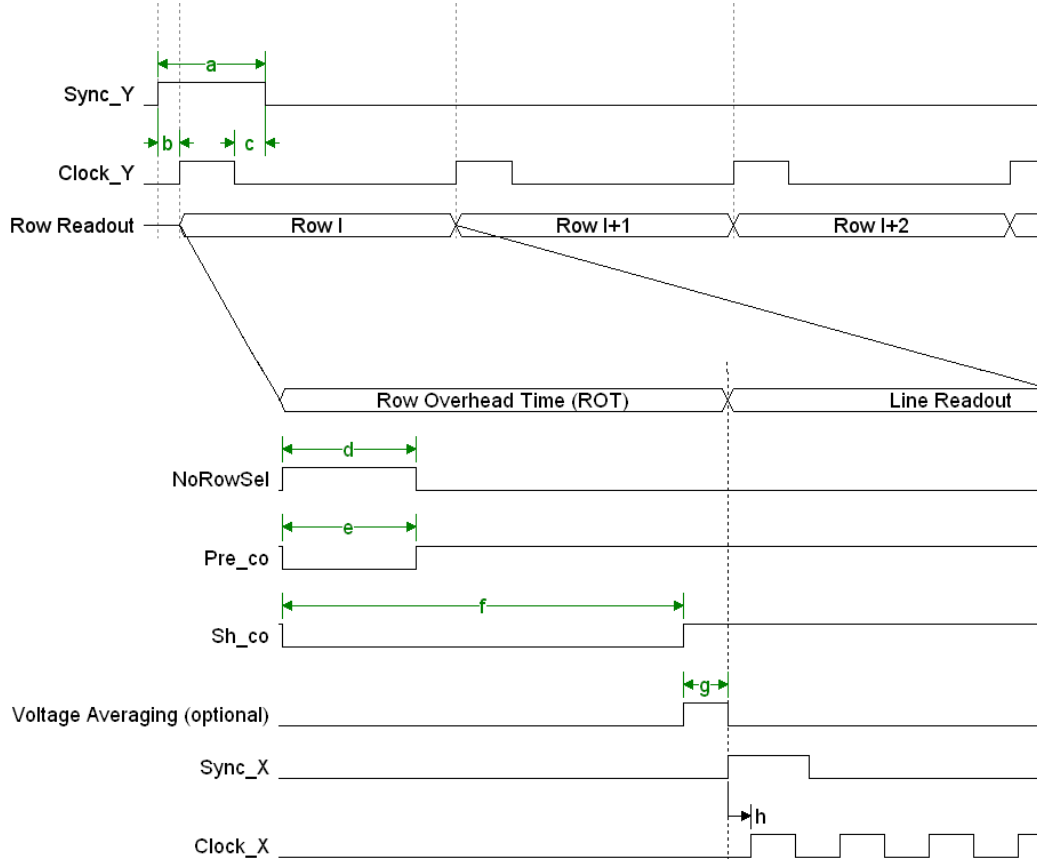 a
Sync_Y
b
c
Clock_Y
Row Readout
Row I
Row I+1
Row I+2
Row Overhead Time (ROT)
Line Readout
d
NoRowSel
e
Pre_co
f
Sh_co
g
Voltage Averaging (optional)
Sync_X
h
Clock_X